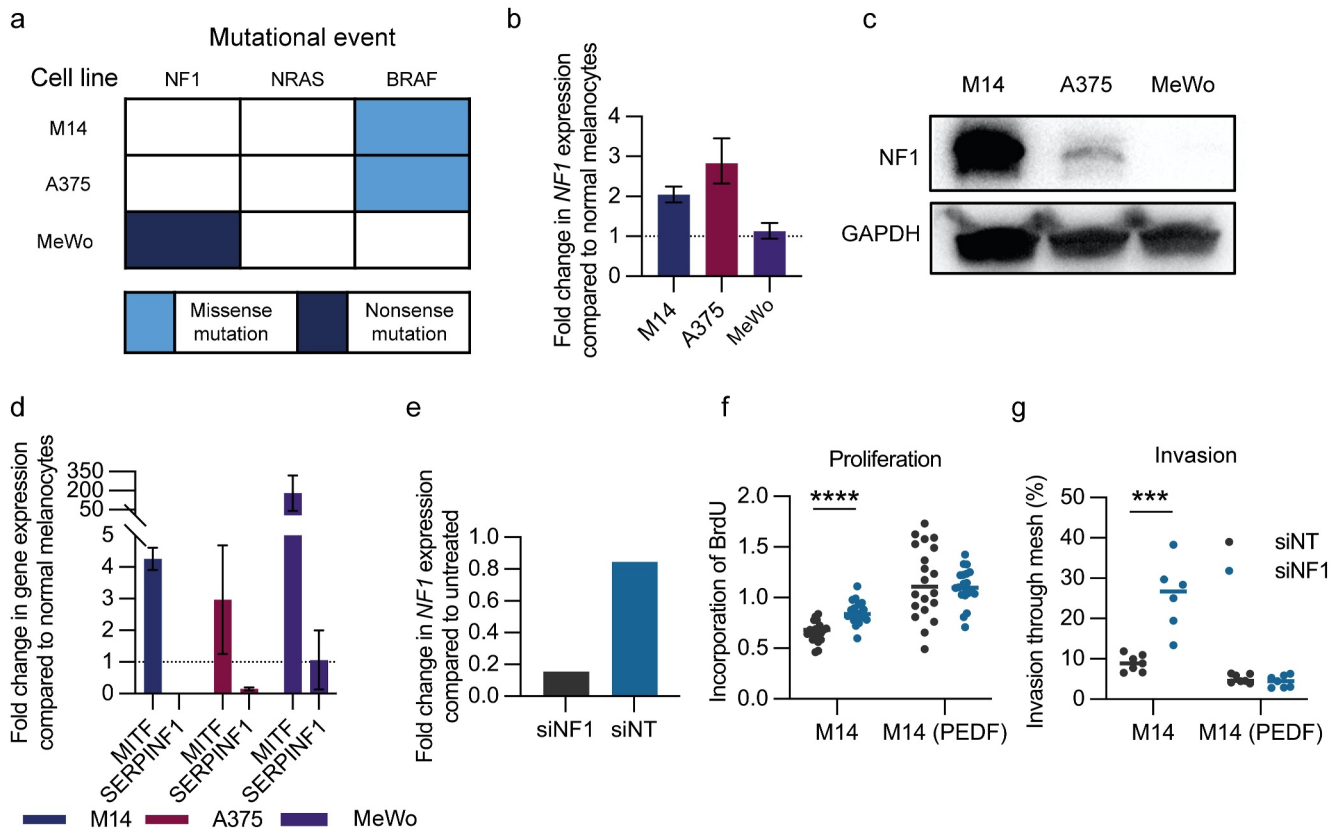 a
Mutational event
Cell line
NF1 NRAS BRAF
M14
A375
MeWo
Missense mutation
Nonsense mutation
b
Fold change in NF1 expression
compared to normal melanocytes
4
3
2
1
0
M14 A375 MeWo
c
M14 A375 MeWo
NF1
GAPDH
d
Fold change in gene expression
compared to normal melanocytes
350
200
50
5
4
3
2
1
0
MITF SERPINF1 MITF SERPINF1 MITF SERPINF1
M14 A375 MeWo
e
Fold change in NF1 expression
compared to untreated
1.0
0.8
0.6
0.4
0.2
0.0
siNF1 siNT
f
Proliferation
Incorporation of BrdU
2.0
1.5
1.0
0.5
0.0
****
M14 M14 (PEDF)
g
Invasion
Invasion through mesh (%)
50
40
30
20
10
0
***
siNT
siNF1
M14 M14 (PEDF)